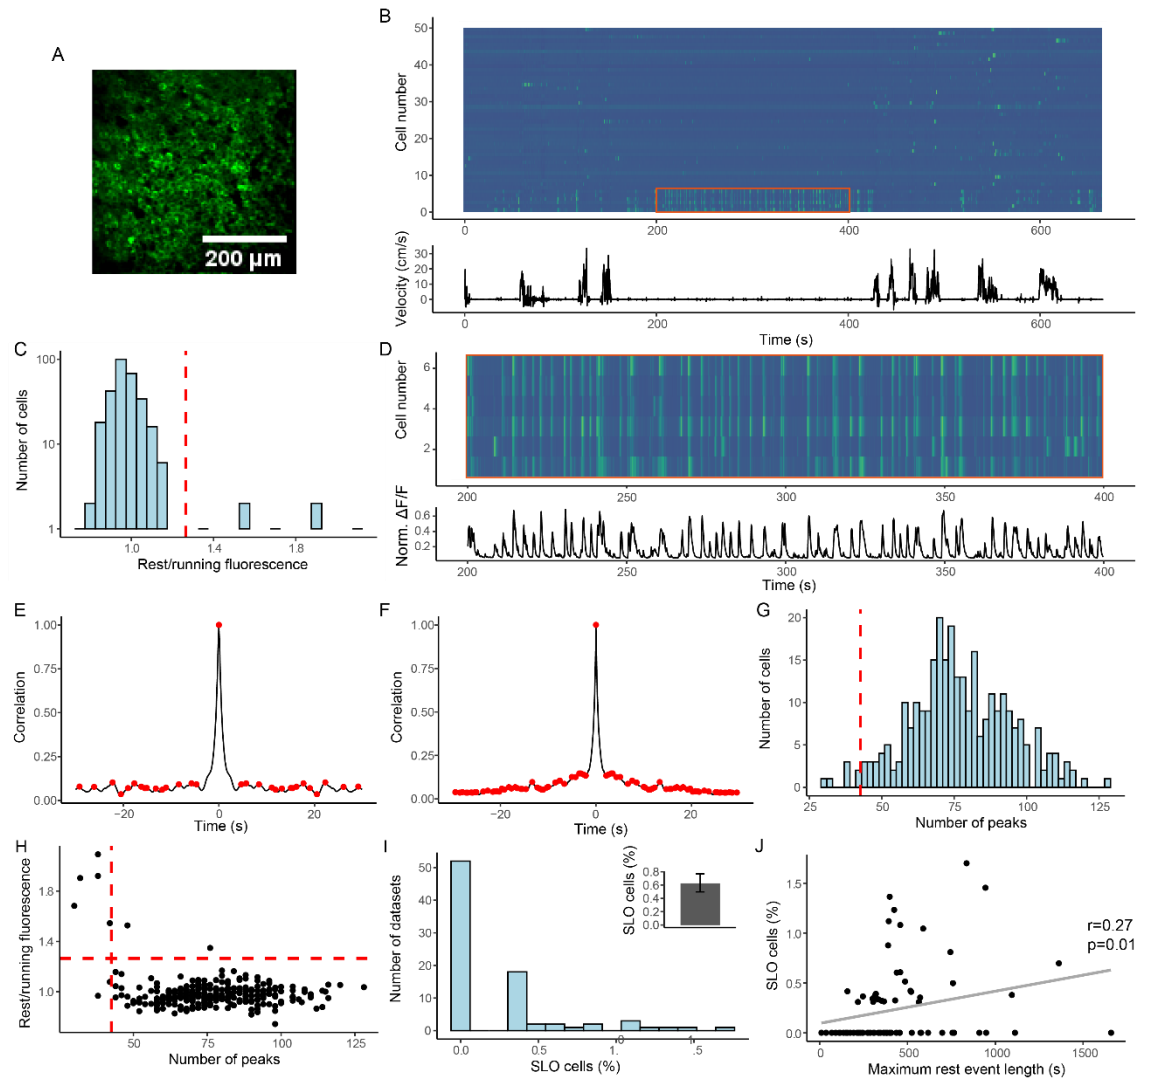 A
200 µm
B
Cell number
50
40
30
20
10
0
0 200 400 600
Velocity (cm/s)
30
20
10
0
0 200 400 600
Time (s)
C
Number of cells
100
10
1
1.0 1.4 1.8
Rest/running fluorescence
D
Cell number
6
4
2
200 250 300 350 400
Norm. ΔF/F
0.6
0.4
0.2
200 250 300 350 400
Time (s)
E
Correlation
1.00
0.75
0.50
0.25
0.00
−20 0 20
Time (s)
F
Correlation
1.00
0.75
0.50
0.25
0.00
−20 0 20
Time (s)
G
Number of cells
20
15
10
5
0
25 50 75 100 125
Number of peaks
H
Rest/running fluorescence
1.8
1.4
1.0
50 75 100 125
Number of peaks
I
Number of datasets
50
40
30
20
10
0
0.0 0.5 1. 0 1 .5
SLO cells (%)
SLO cells (%)
0.8
0.6
0.4
0.2
0.0
J
SLO cells (%)
1.5
1.0
0.5
0.0
r=0.27
p=0.01
0 500 1000 1500
Maximum rest event length (s)